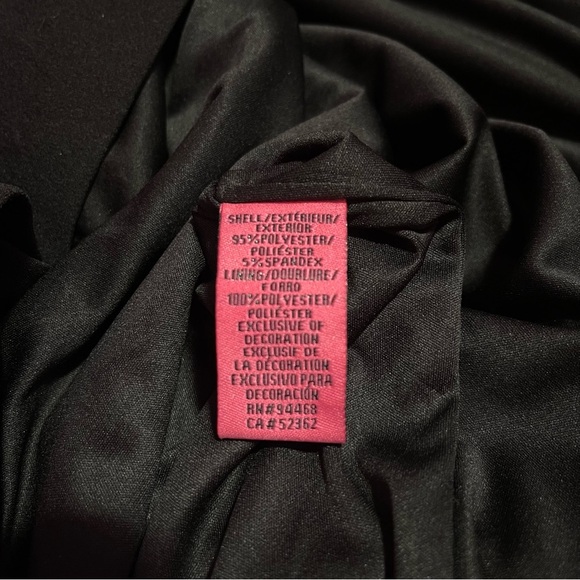 SHELL/EXTÉRIEUR/
EXTERIOR
95%POLYESTER/
POLIÉSTER
5%SPANDEX
LINING/DOURLURE/
FORRO
100%POLYESTER/
POLIÉSTER
EXCLUSIVE OF
DECORATION
EXCLUSIF DE
LA DÉCORATION
EXCLUSIVO PARA
DECORACIÓN
RN#94468
CA#52362